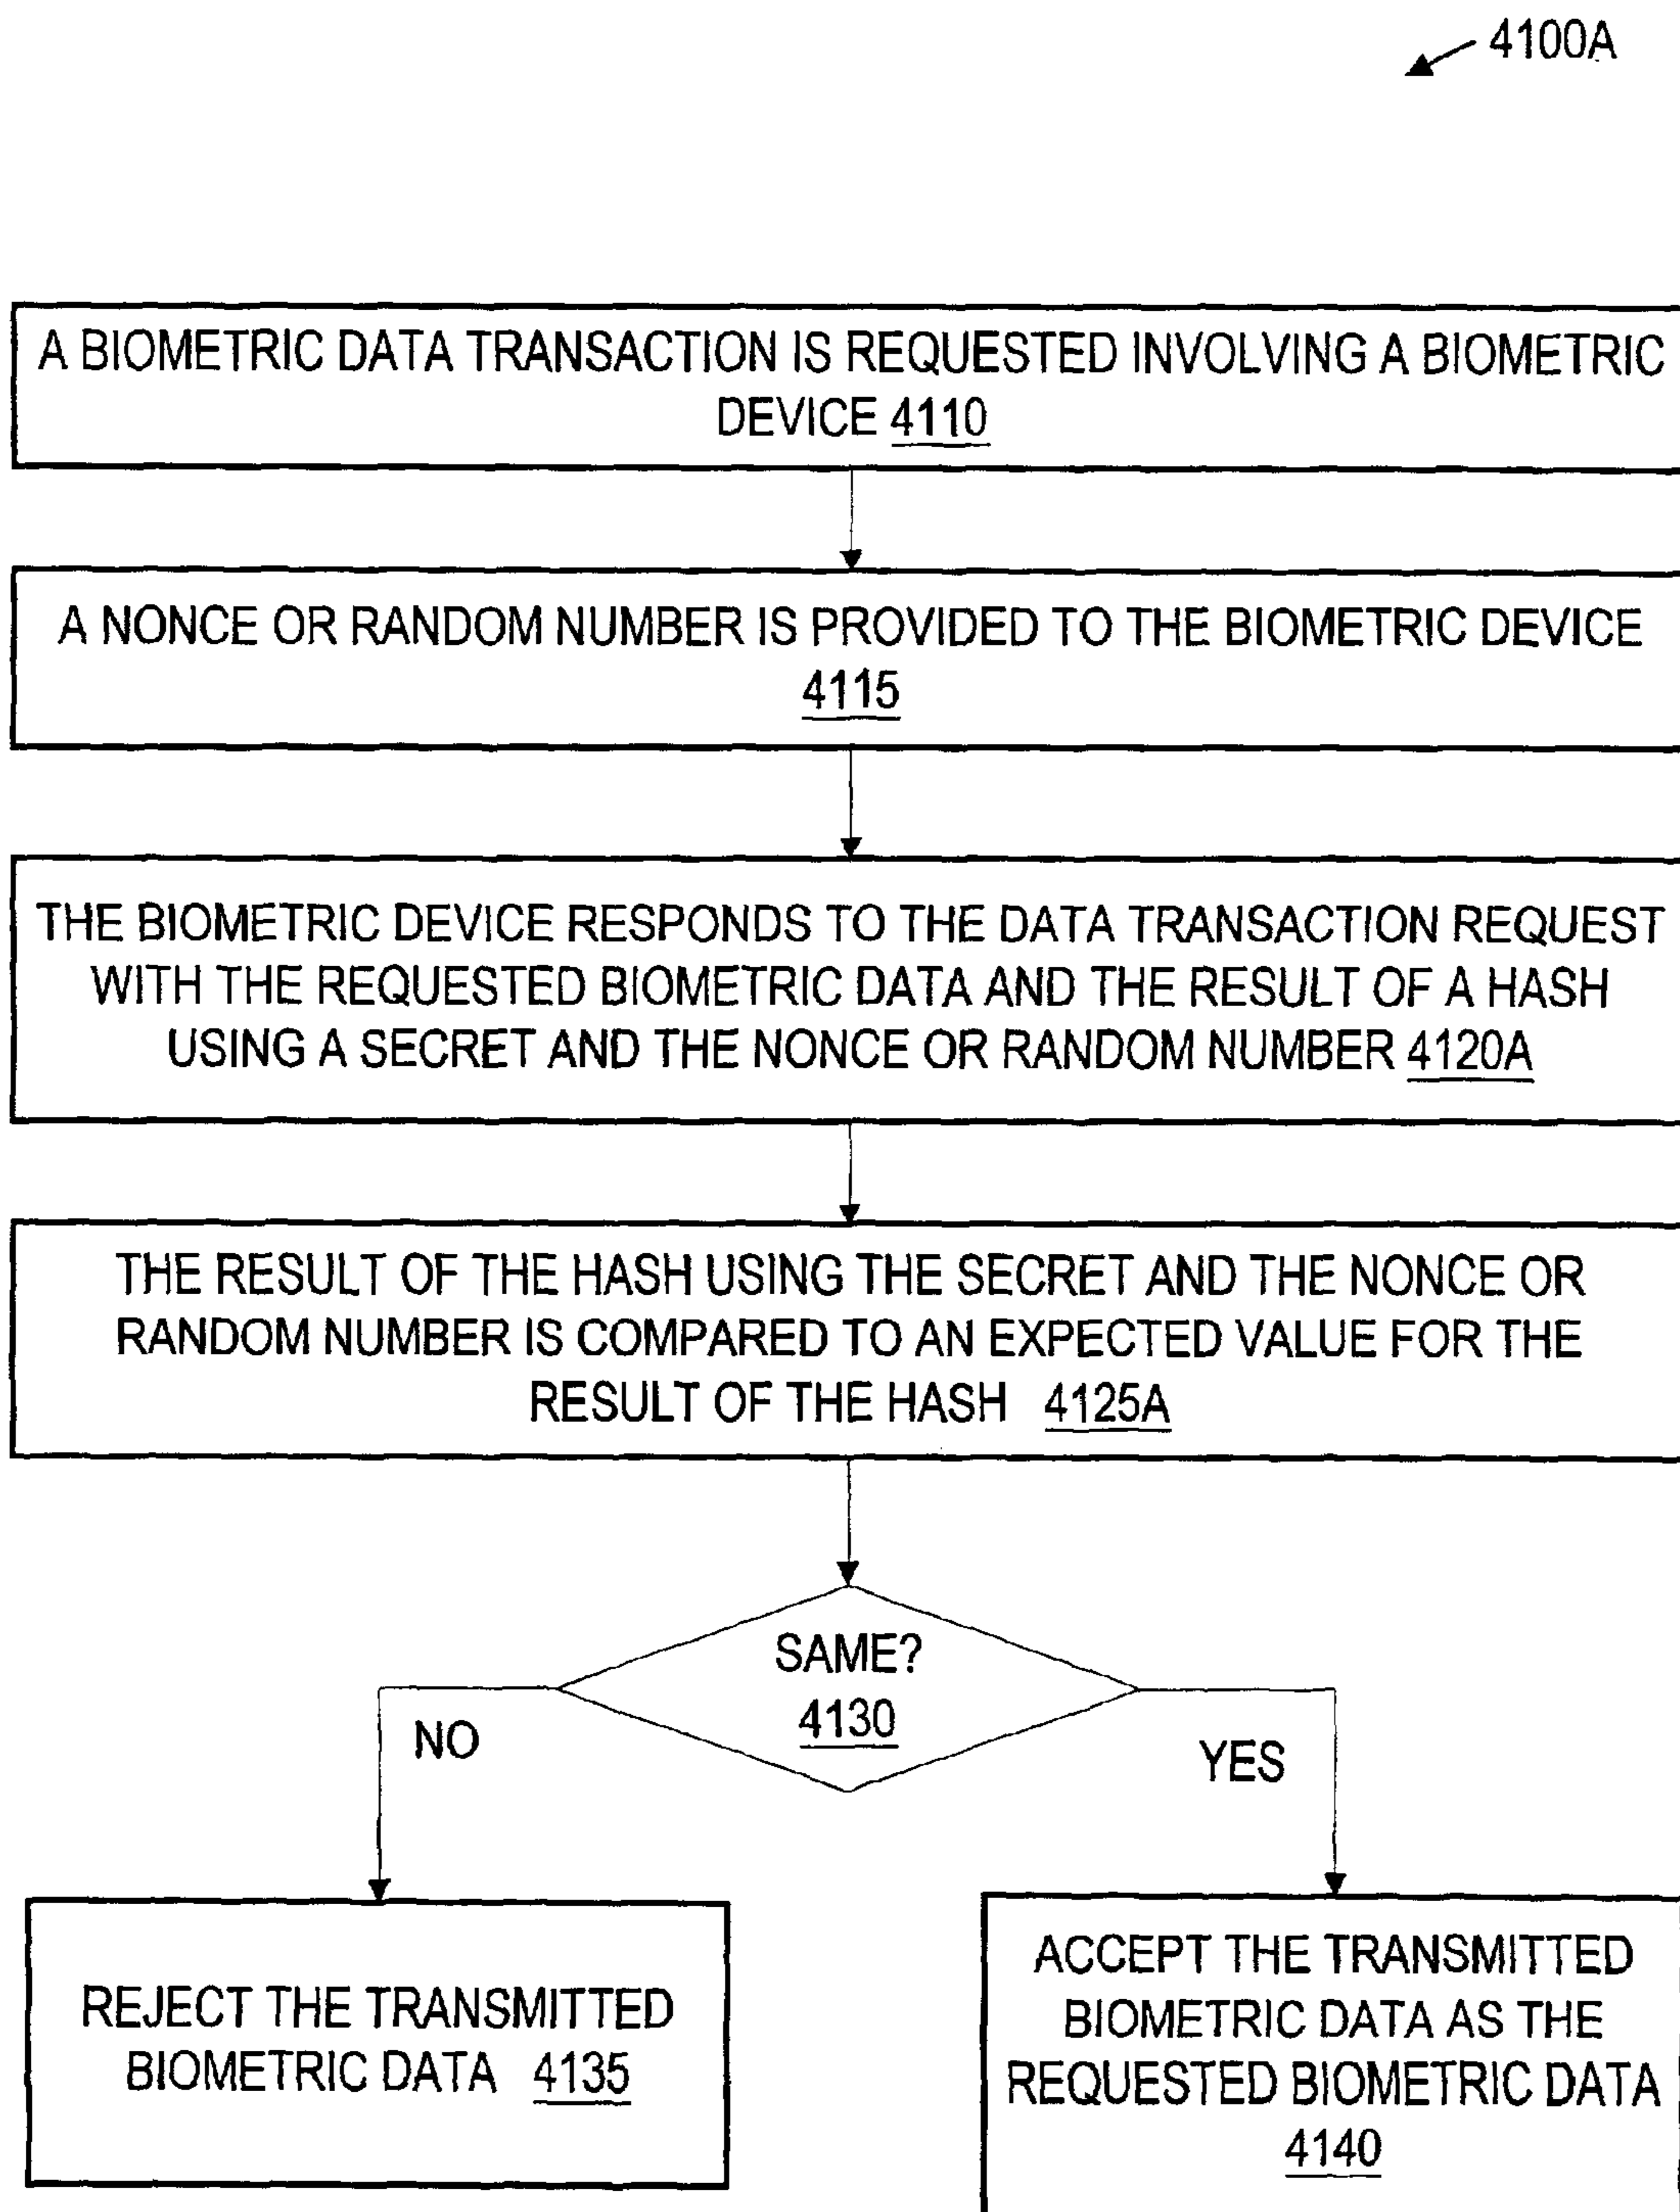 4100A
A BIOMETRIC DATA TRANSACTION IS REQUESTED INVOLVING A BIOMETRIC
DEVICE 4110
A NONCE OR RANDOM NUMBER IS PROVIDED TO THE BIOMETRIC DEVICE
4115
THE BIOMETRIC DEVICE RESPONDS TO THE DATA TRANSACTION REQUEST
WITH THE REQUESTED BIOMETRIC DATA AND THE RESULT OF A HASH
USING A SECRET AND THE NONCE OR RANDOM NUMBER 4120A
THE RESULT OF THE HASH USING THE SECRET AND THE NONCE OR
RANDOM NUMBER IS COMPARED TO AN EXPECTED VALUE FOR THE
RESULT OF THE HASH 4125A
SAME?
4130
NO
YES
REJECT THE TRANSMITTED
BIOMETRIC DATA 4135
ACCEPT THE TRANSMITTED
BIOMETRIC DATA AS THE
REQUESTED BIOMETRIC DATA
4140